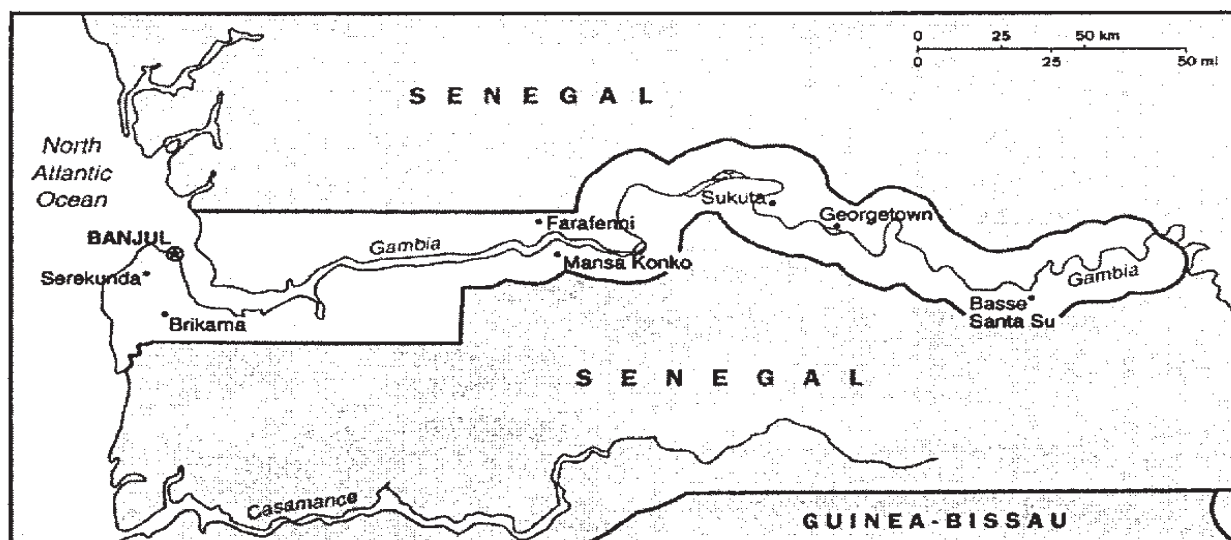 0 25 50 km
0 25 50 mi
SENEGAL
North
Atlantic
Ocean
Sukuta
Farafenni
Georgetown
BANJUL
Gambia
Mansa Konko
Serekunda
Gambia
Basse
Santa Su
Brikama
SENEGAL
Casamance
GUINEA-BISSAU